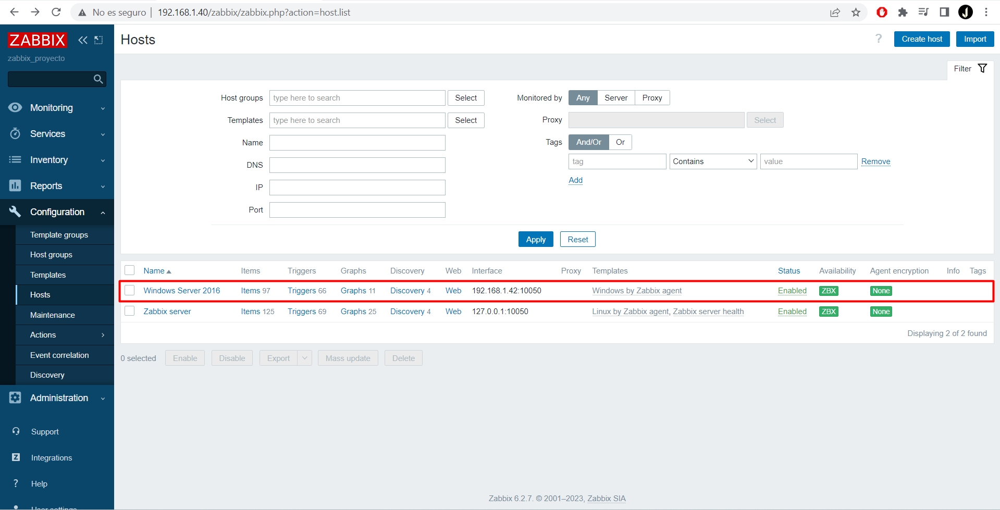 No es seguro | 192.168.1.40/zabbix/zabbix.php?action=host.list
ZABBIX
zabbix_proyecto
Monitoring
Services
Inventory
Reports
Configuration
Template groups
Host groups
Templates
Hosts
Maintenance
Actions
Event correlation
Discovery
Administration
Support
Integrations
? Help
User settings
Hosts
? Create host Import
Filter
Host groups type here to search Select
Templates type here to search Select
Name
DNS
IP
Port
Monitored by Any Server Proxy
Proxy Select
Tags And/Or Or
tag Contains value Remove
Add
Apply Reset
Name Items Triggers Graphs Discovery Web Interface Proxy Templates Status Availability Agent encryption Info Tags
Windows Server 2016 Items 97 Triggers 66 Graphs 11 Discovery 4 Web 192.168.1.42:10050 Windows by Zabbix agent Enabled ZBX None
Zabbix server Items 125 Triggers 69 Graphs 25 Discovery 4 Web 127.0.0.1:10050 Linux by Zabbix agent, Zabbix server health Enabled ZBX None
Displaying 2 of 2 found
0 selected Enable Disable Export Mass update Delete
Zabbix 6.2.7. © 2001–2023, Zabbix SIA